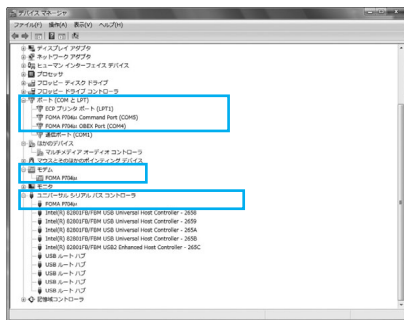 デバイス マネージャ
ファイル(F) 操作(A) 表示(V) ヘルプ(H)
ディスプレイ アダプタ
ネットワーク アダプタ
ヒューマン インターフェイス デバイス
プロセッサ
フロッピー ディスク ドライブ
フロッピー ドライブ コントローラ
ポート (COM と LPT)
ECP プリンタ ポート (LPT1)
FOMA P704iμ Command Port (COM5)
FOMA P704iμ OBEX Port (COM4)
通信ポート (COM1)
ほかのデバイス
マルチメディア オーディオ コントローラ
マウスとそのほかのポインティング デバイス
モデム
FOMA P704iμ
モニタ
ユニバーサル シリアル バス コントローラ
FOMA P704iμ
Intel(R) 82801FB/FBM USB Universal Host Controller - 2658
Intel(R) 82801FB/FBM USB Universal Host Controller - 2659
Intel(R) 82801FB/FBM USB Universal Host Controller - 265A
Intel(R) 82801FB/FBM USB Universal Host Controller - 265B
Intel(R) 82801FB/FBM USB2 Enhanced Host Controller - 265C
USB ルート ハブ
USB ルート ハブ
USB ルート ハブ
USB ルート ハブ
USB ルート ハブ
記憶域コントローラ